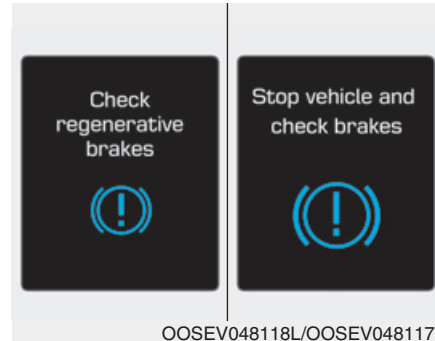 Check
regenerative
brakes
Stop vehicle and
check brakes
OOSEV048118L/OOSEV048117